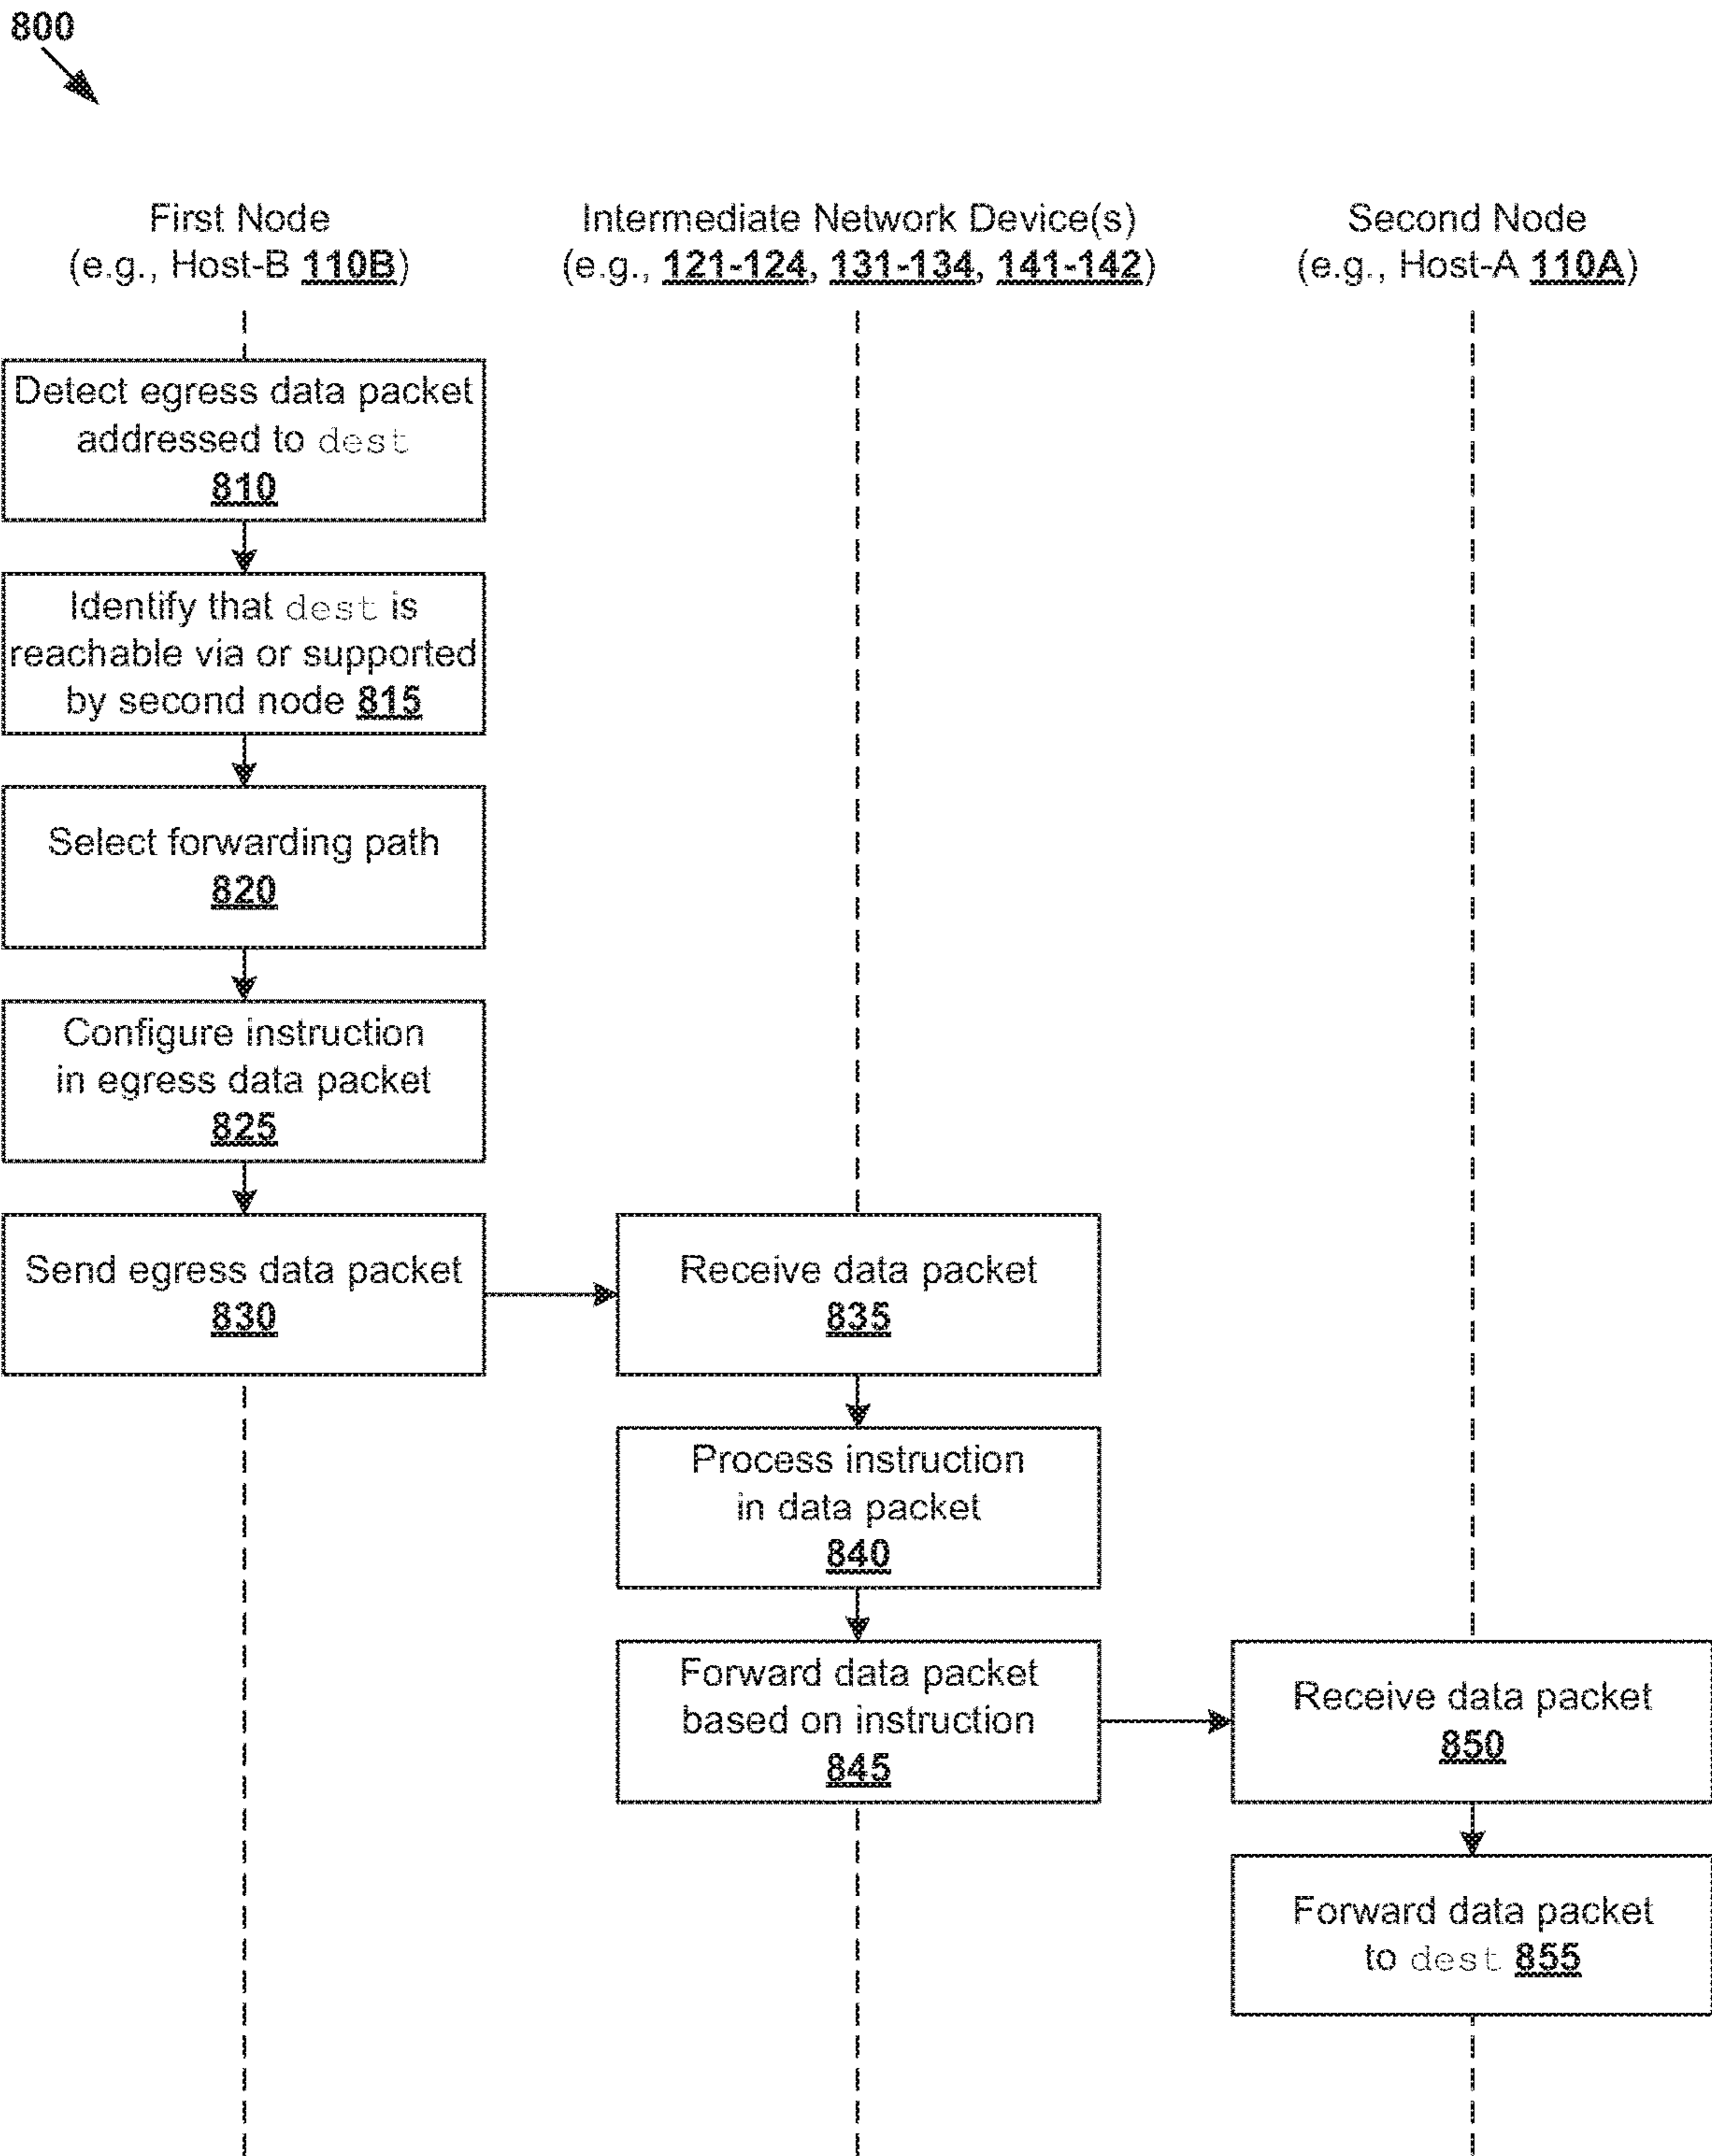 800
First Node
(e.g., Host-B 110B)
Intermediate Network Device(s)
(e.g., 121-124, 131-134, 141-142)
Second Node
(e.g., Host-A 110A)
Detect egress data packet
addressed to dest
810
Identify that dest is
reachable via or supported
by second node 815
Select forwarding path
820
Configure instruction
in egress data packet
825
Send egress data packet
830
Receive data packet
835
Process instruction
in data packet
840
Forward data packet
based on instruction
845
Receive data packet
850
Forward data packet
to dest 855